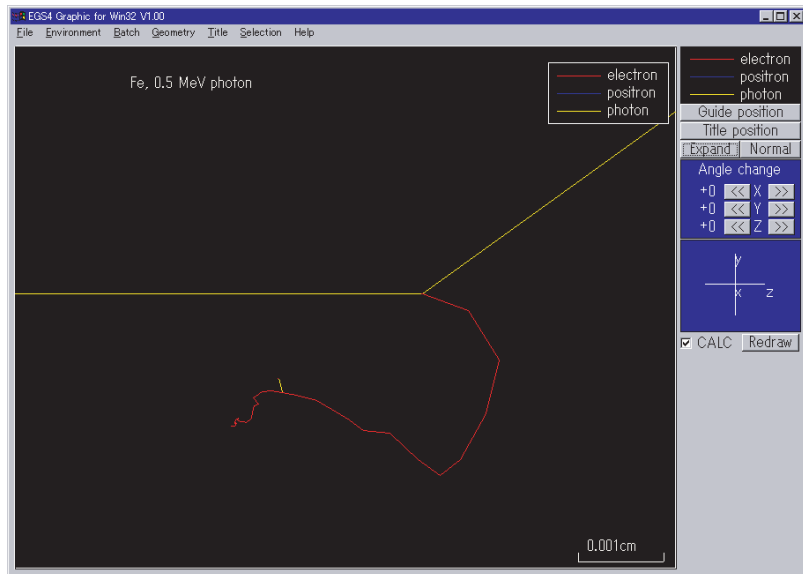 EGS4 Graphic for Win32 V1.00
File Environment Batch Geometry Title Selection Help
Fe, 0.5 MeV photon
electron
positron
photon
0.001cm
electron
positron
photon
Guide position
Title position
Expand Normal
Angle change
+0 << X >>
+0 << Y >>
+0 << Z >>
y
x z
CALC Redraw